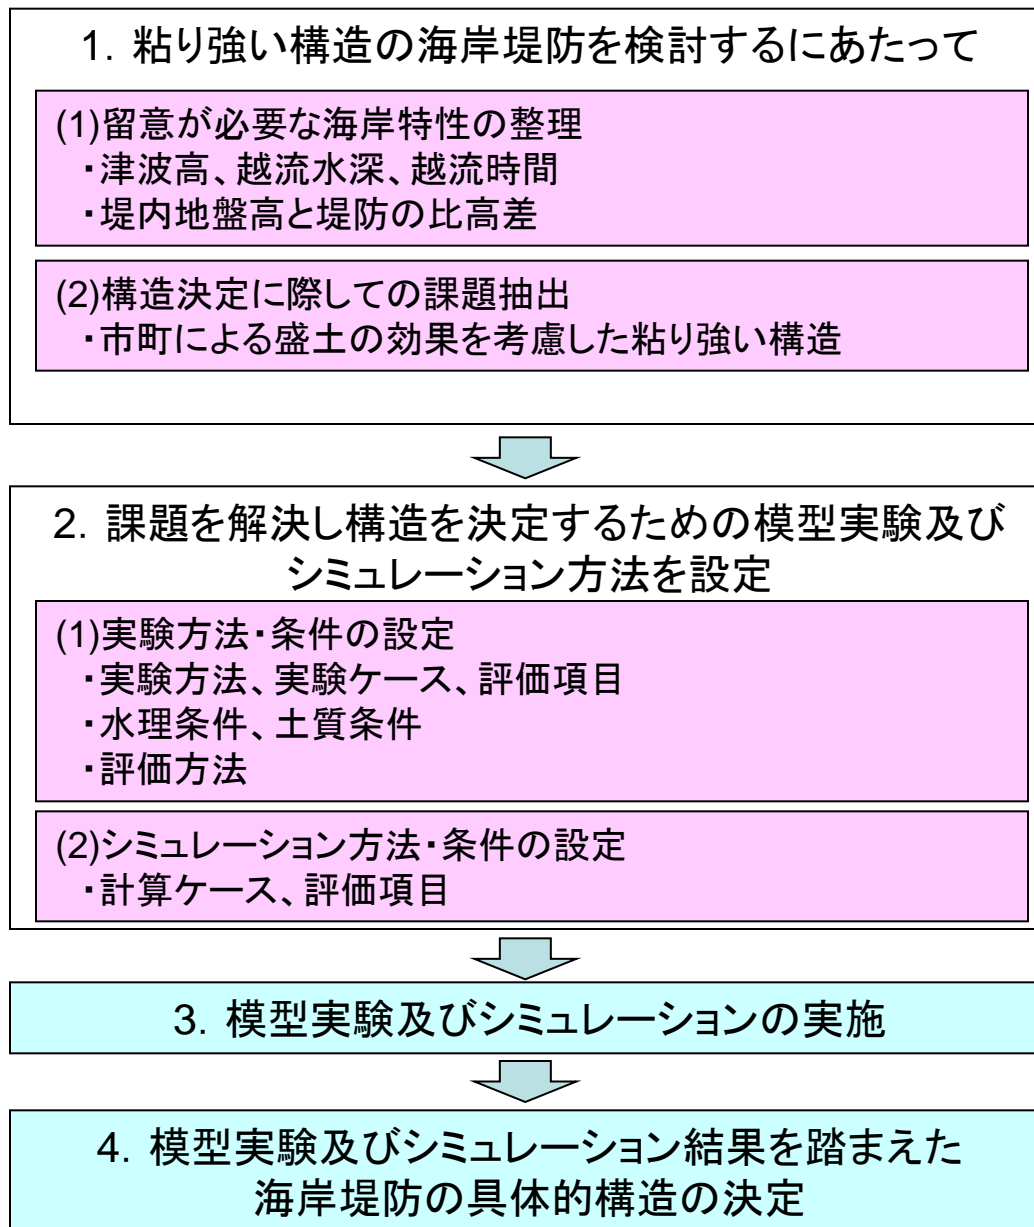 1. 粘り強い構造の海岸堤防を検討するにあたって
(1)留意が必要な海岸特性の整理
・津波高、越流水深、越流時間
・堤内地盤高と堤防の比高差
(2)構造決定に際しての課題抽出
・市町による盛土の効果を考慮した粘り強い構造
2. 課題を解決し構造を決定するための模型実験及び
シミュレーション方法を設定
(1)実験方法・条件の設定
・実験方法、実験ケース、評価項目
・水理条件、土質条件
・評価方法
(2)シミュレーション方法・条件の設定
・計算ケース、評価項目
3. 模型実験及びシミュレーションの実施
4. 模型実験及びシミュレーション結果を踏まえた
海岸堤防の具体的構造の決定